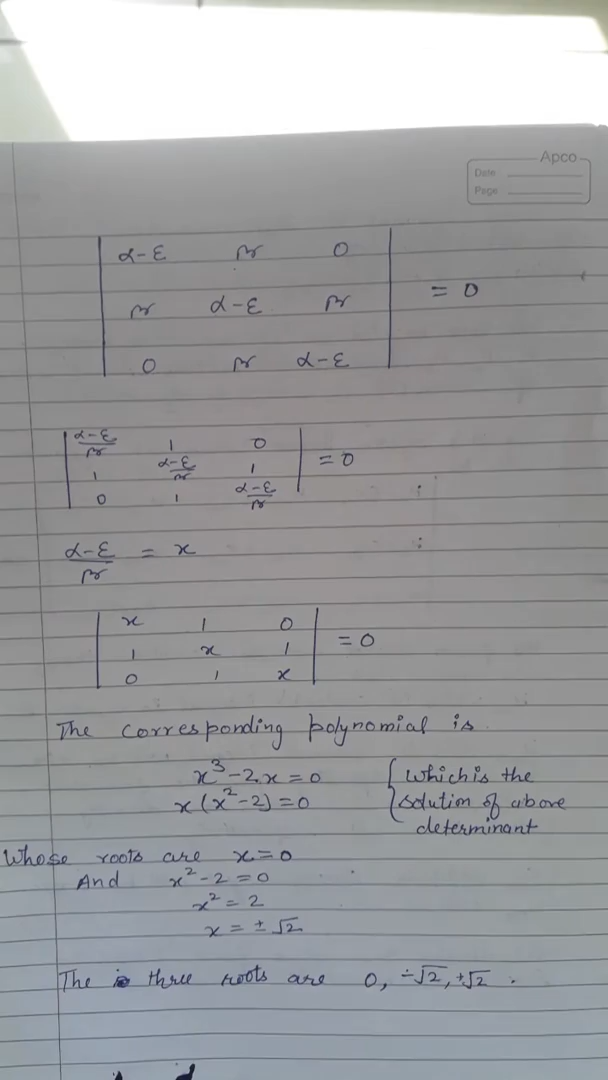 Apco
Date
Page
α-ε β 0
β α-ε β = 0
0 β α-ε
α-ε/β 1 0
1 α-ε/β 1 = 0
0 1 α-ε/β
α-ε/β = x
x 1 0
1 x 1 = 0
0 1 x
The corresponding polynomial is
x³-2x = 0 { which is the
x(x²-2) = 0 solution of above
determinant
Whose roots are x=0
And x²-2 = 0
x² = 2
x = ± √2
The three roots are 0, -√2, +√2 .